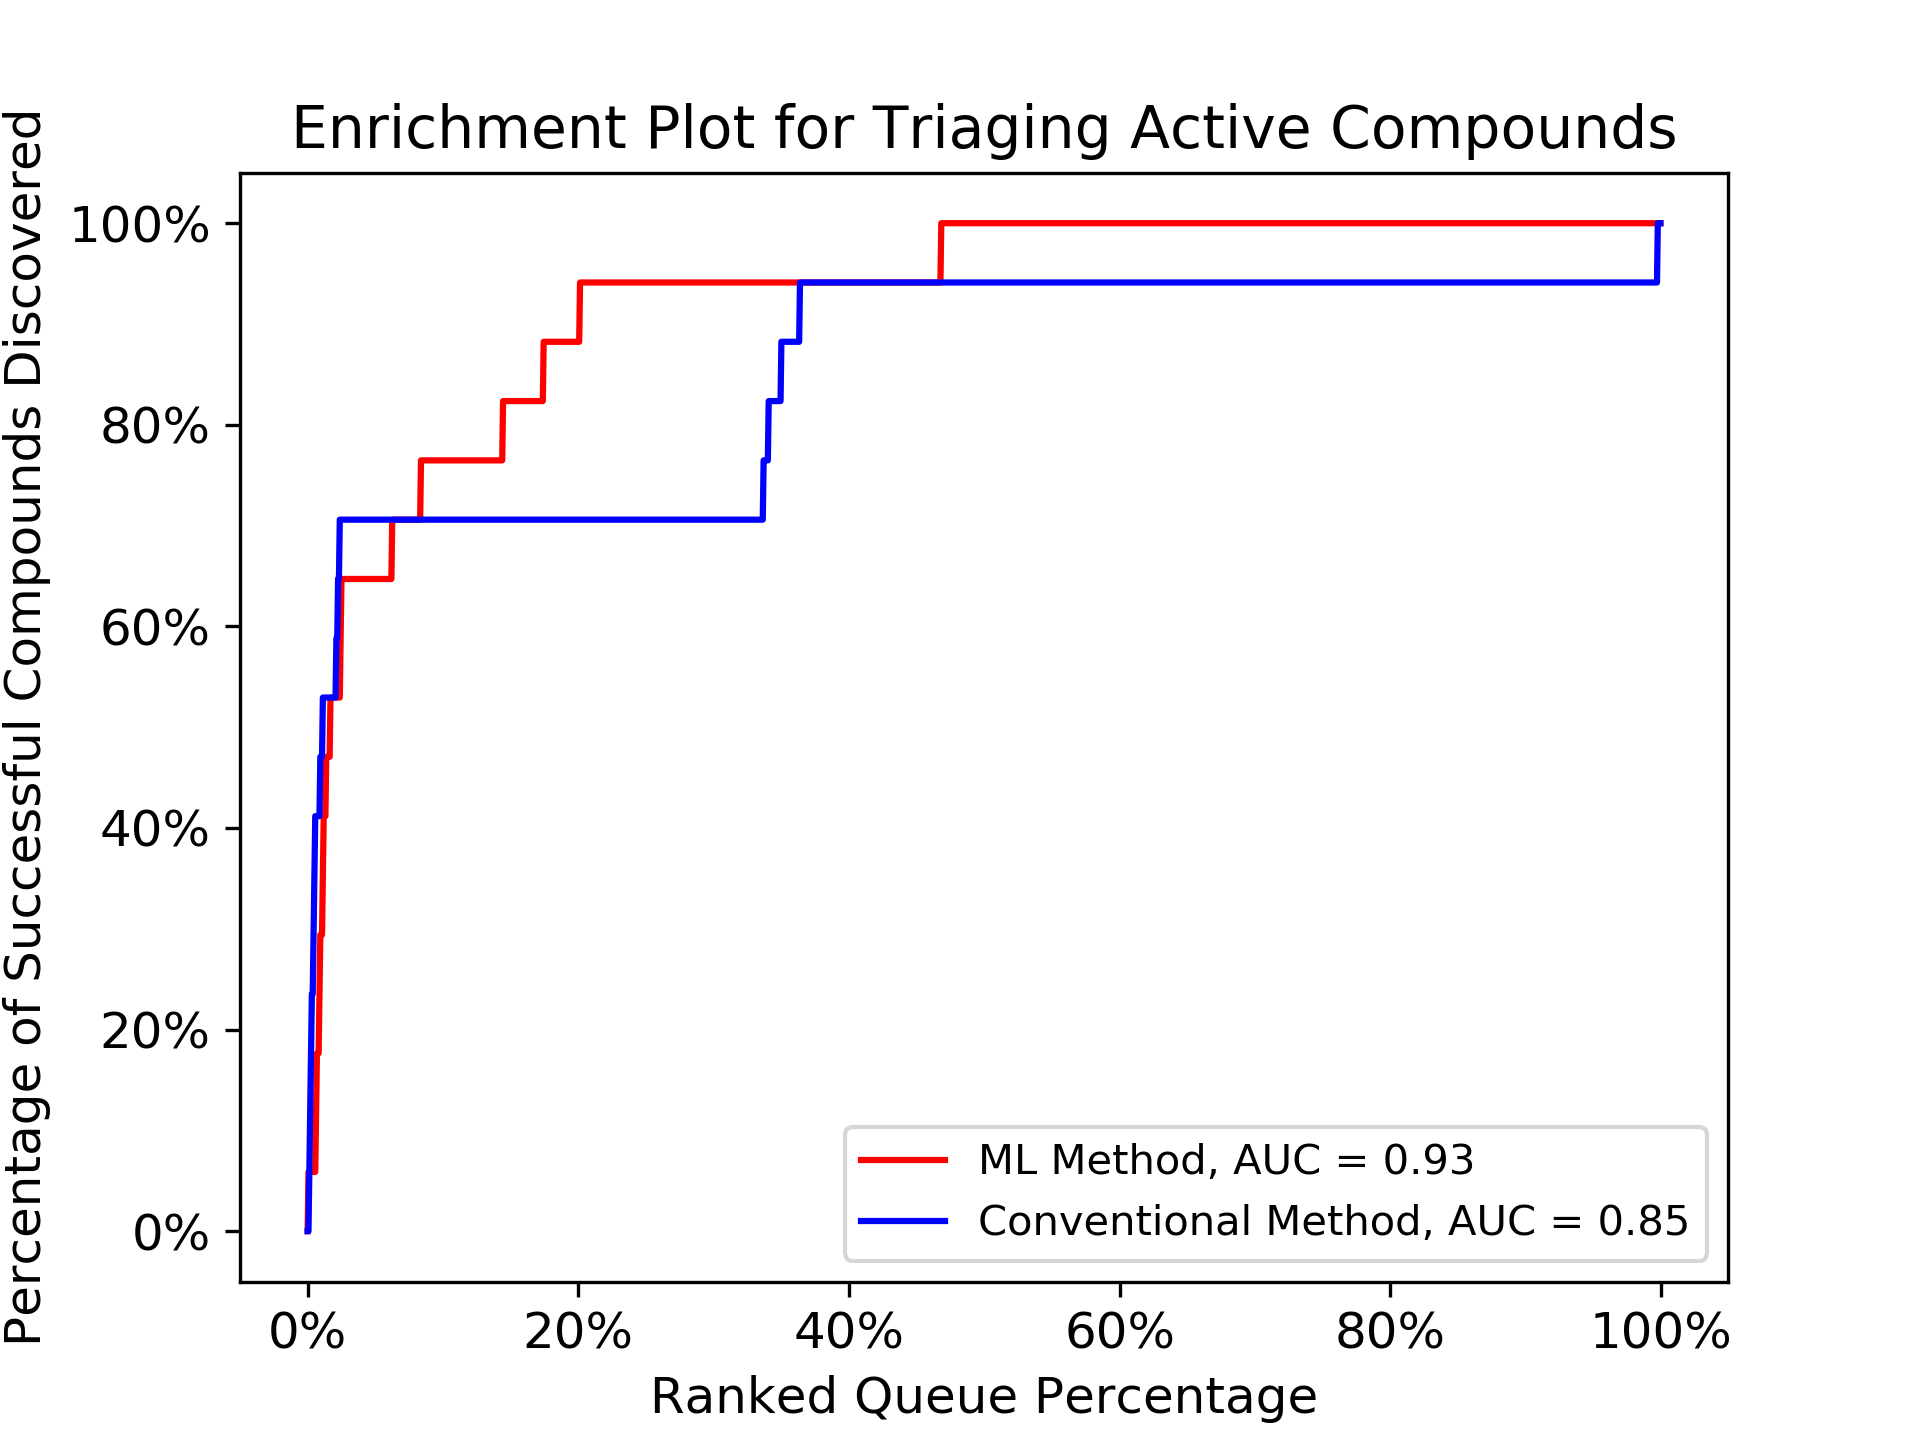 Enrichment Plot for Triaging Active Compounds
Percentage of Successful Compounds Discovered
100%
80%
60%
40%
20%
0%
ML Method, AUC = 0.93
Conventional Method, AUC = 0.85
0% 20% 40% 60% 80% 100%
Ranked Queue Percentage